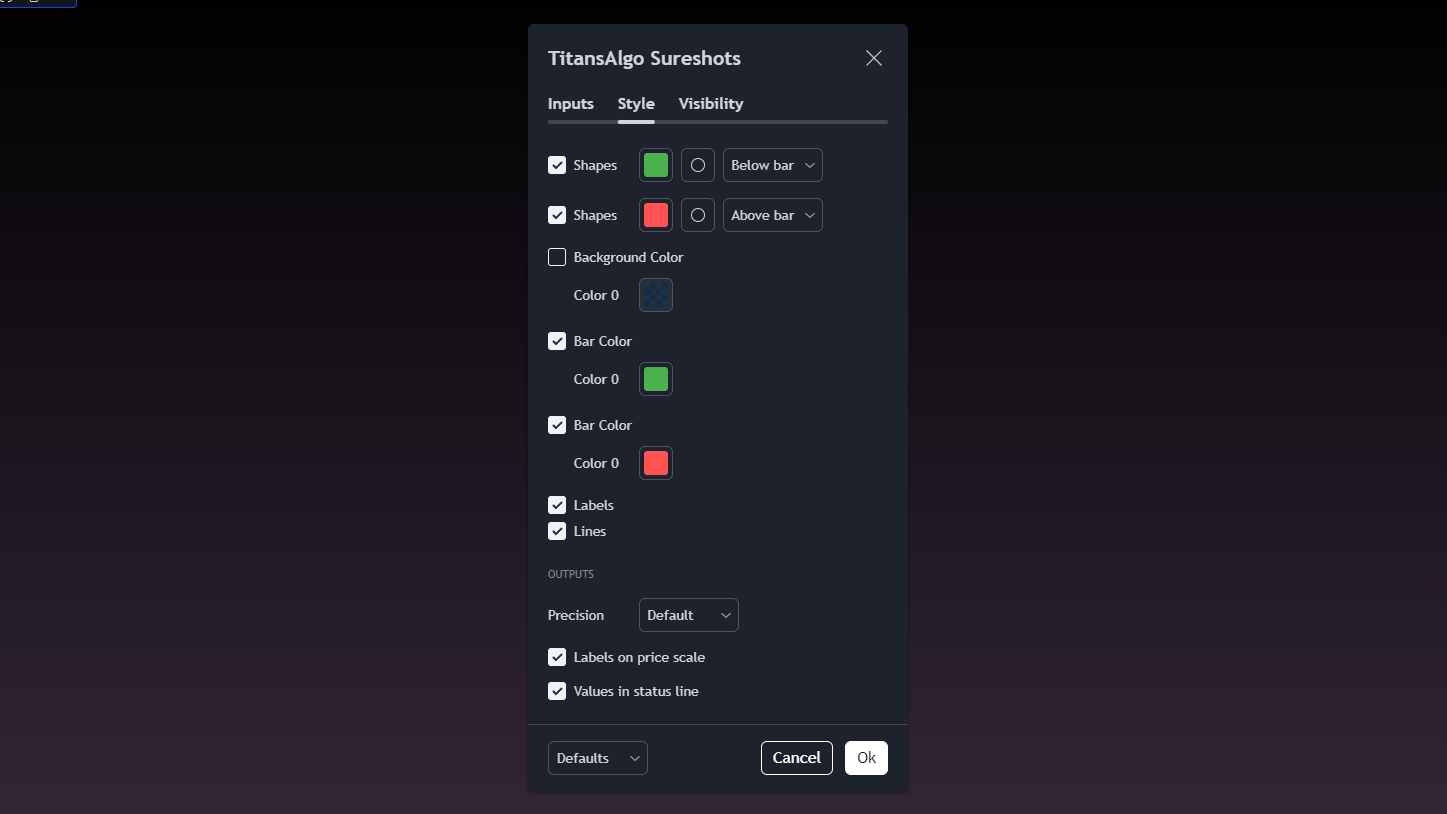 TitansAlgo Sureshots
Inputs Style Visibility
Shapes Below bar
Shapes Above bar
Background Color
Color 0
Bar Color
Color 0
Bar Color
Color 0
Labels
Lines
OUTPUTS
Precision Default
Labels on price scale
Values in status line
Defaults Cancel Ok